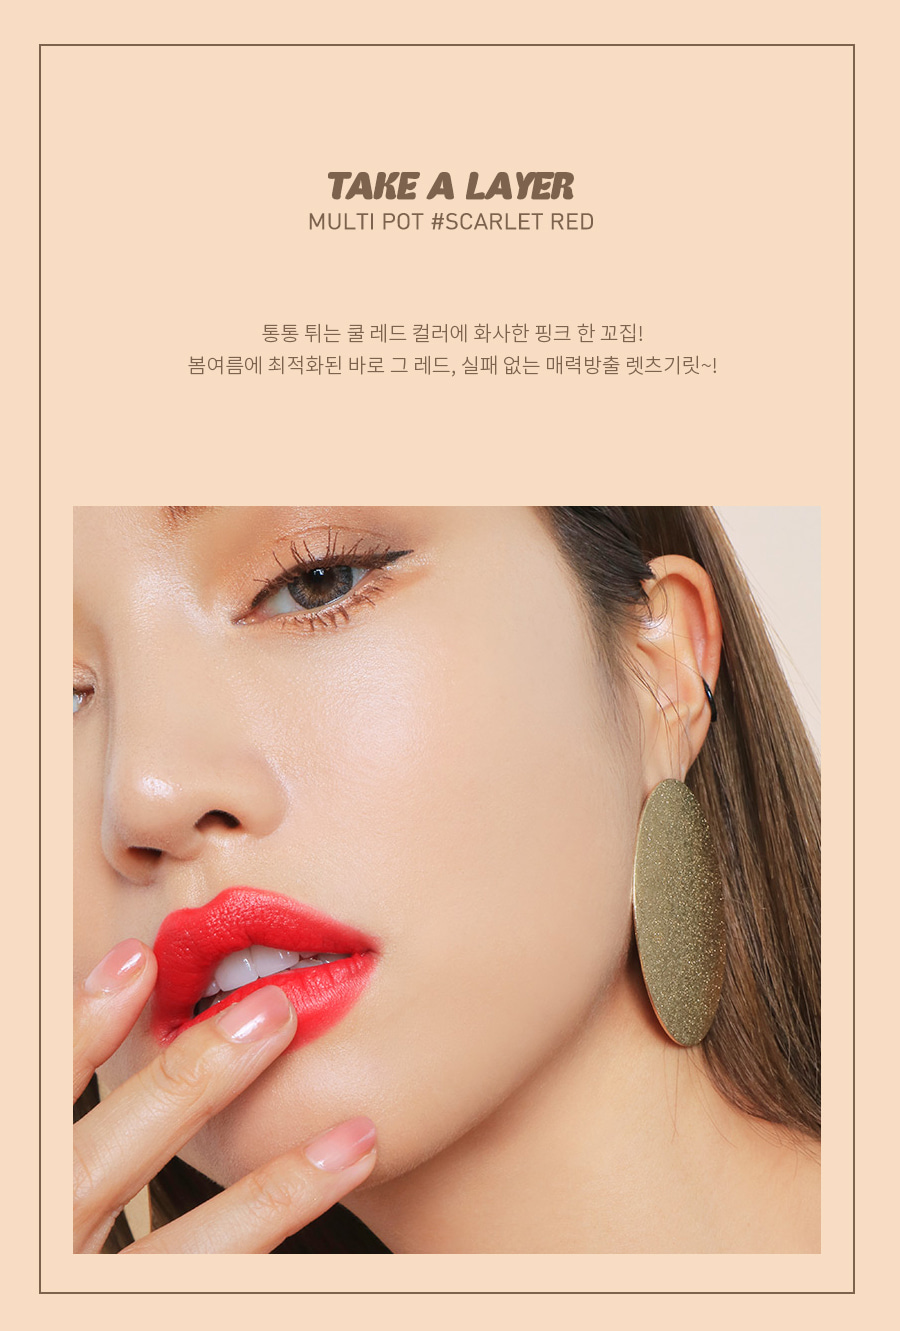 TAKE A LAYER
MULTI POT #SCARLET RED
통통 튀는 쿨 레드 컬러에 화사한 핑크 한 꼬집!
봄여름에 최적화된 바로 그 레드, 실패 없는 매력방출 렛츠기릿~!